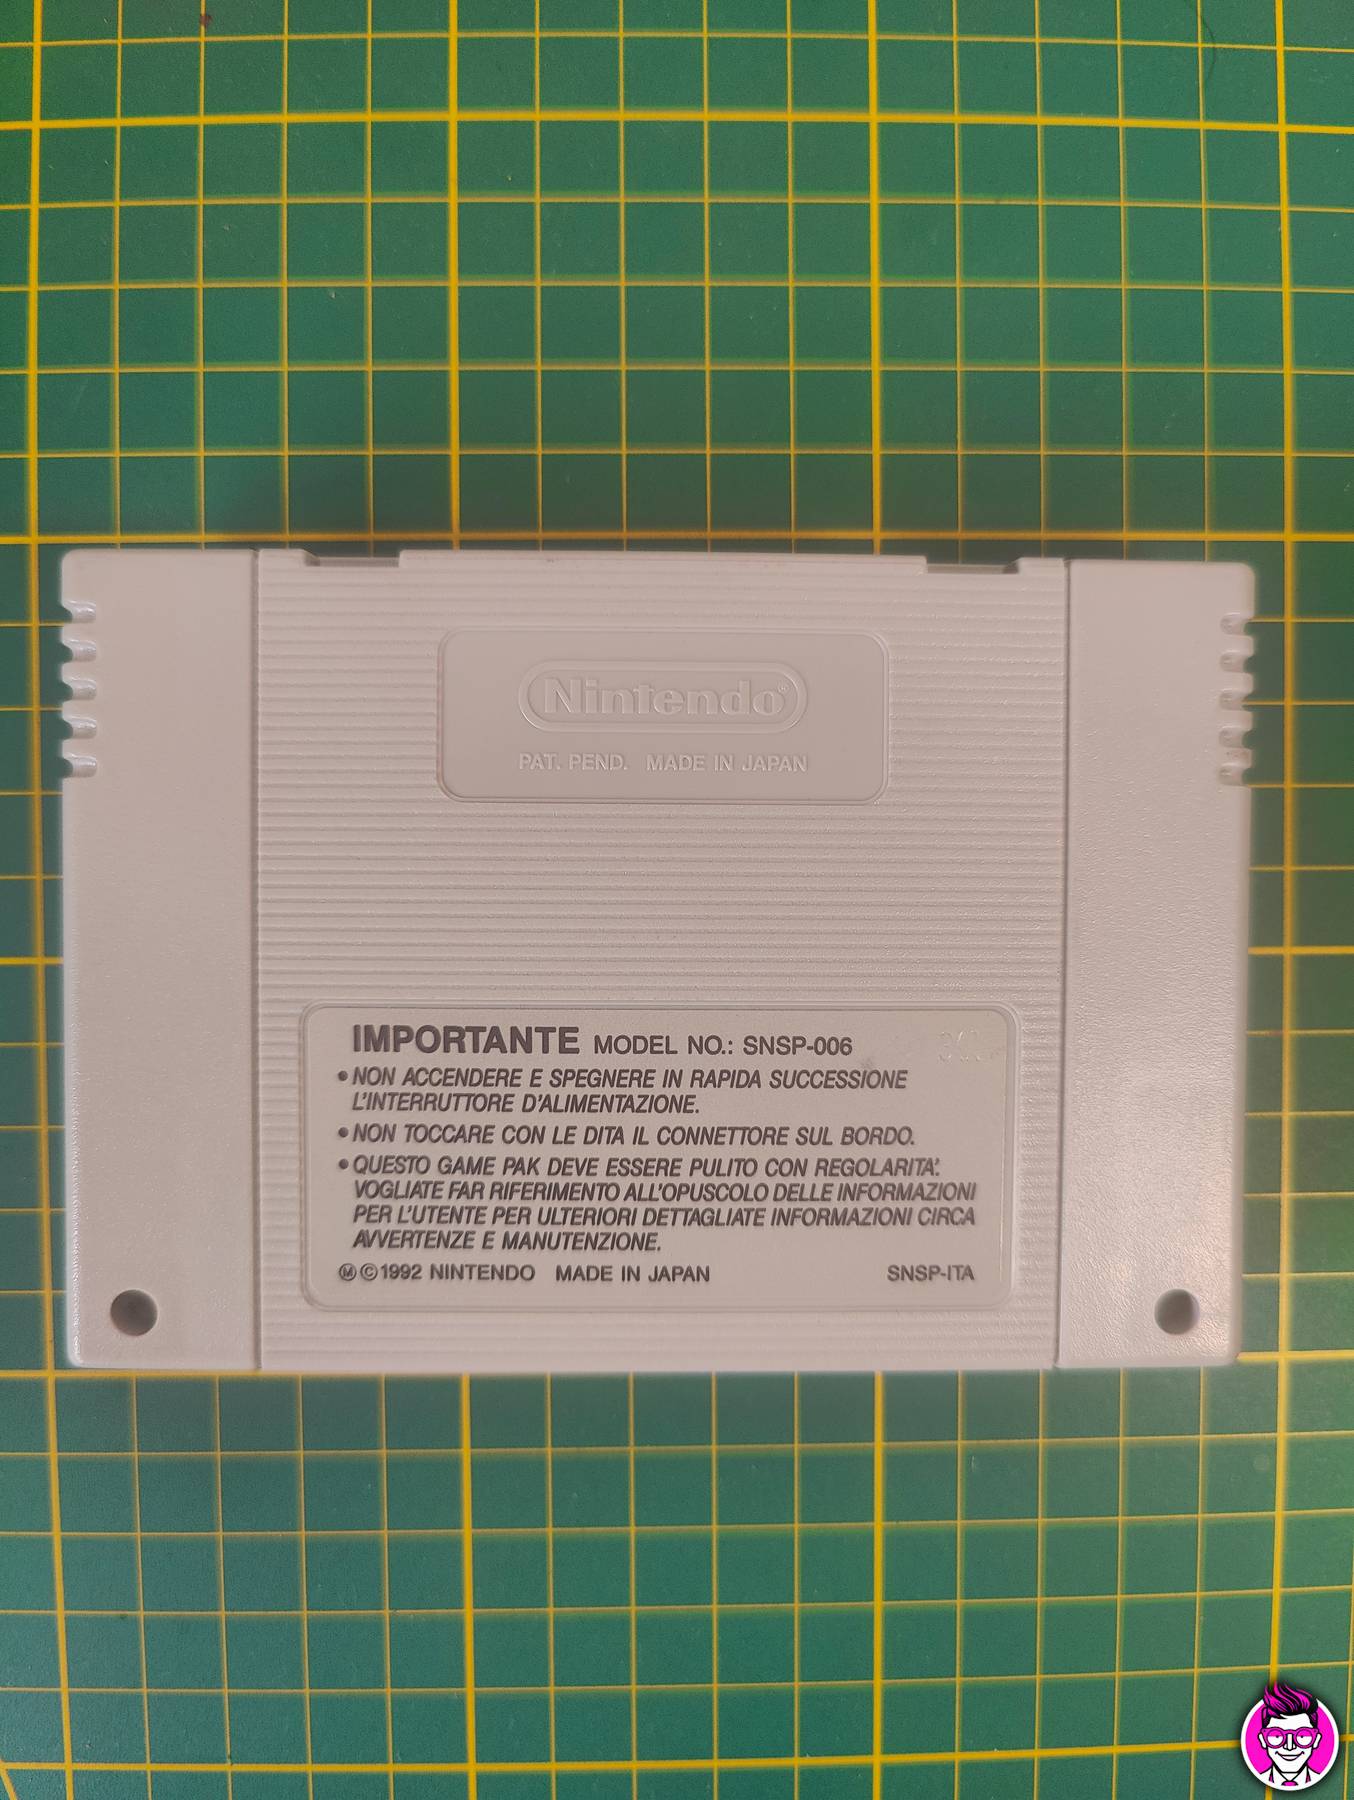 Nintendo®
PAT. PEND. MADE IN JAPAN
IMPORTANTE MODEL NO.: SNSP-006
•NON ACCENDERE E SPEGNERE IN RAPIDA SUCCESSIONE
L'INTERRUTTORE D'ALIMENTAZIONE.
•NON TOCCARE CON LE DITA IL CONNETTORE SUL BORDO.
•QUESTO GAME PAK DEVE ESSERE PULITO CON REGOLARITA'.
VOGLIATE FAR RIFERIMENTO ALL'OPUSCOLO DELLE INFORMAZIONI
PER L'UTENTE PER ULTERIORI DETTAGLIATE INFORMAZIONI CIRCA
AVVERTENZE E MANUTENZIONE.
Ⓜ©1992 NINTENDO MADE IN JAPAN SNSP-ITA